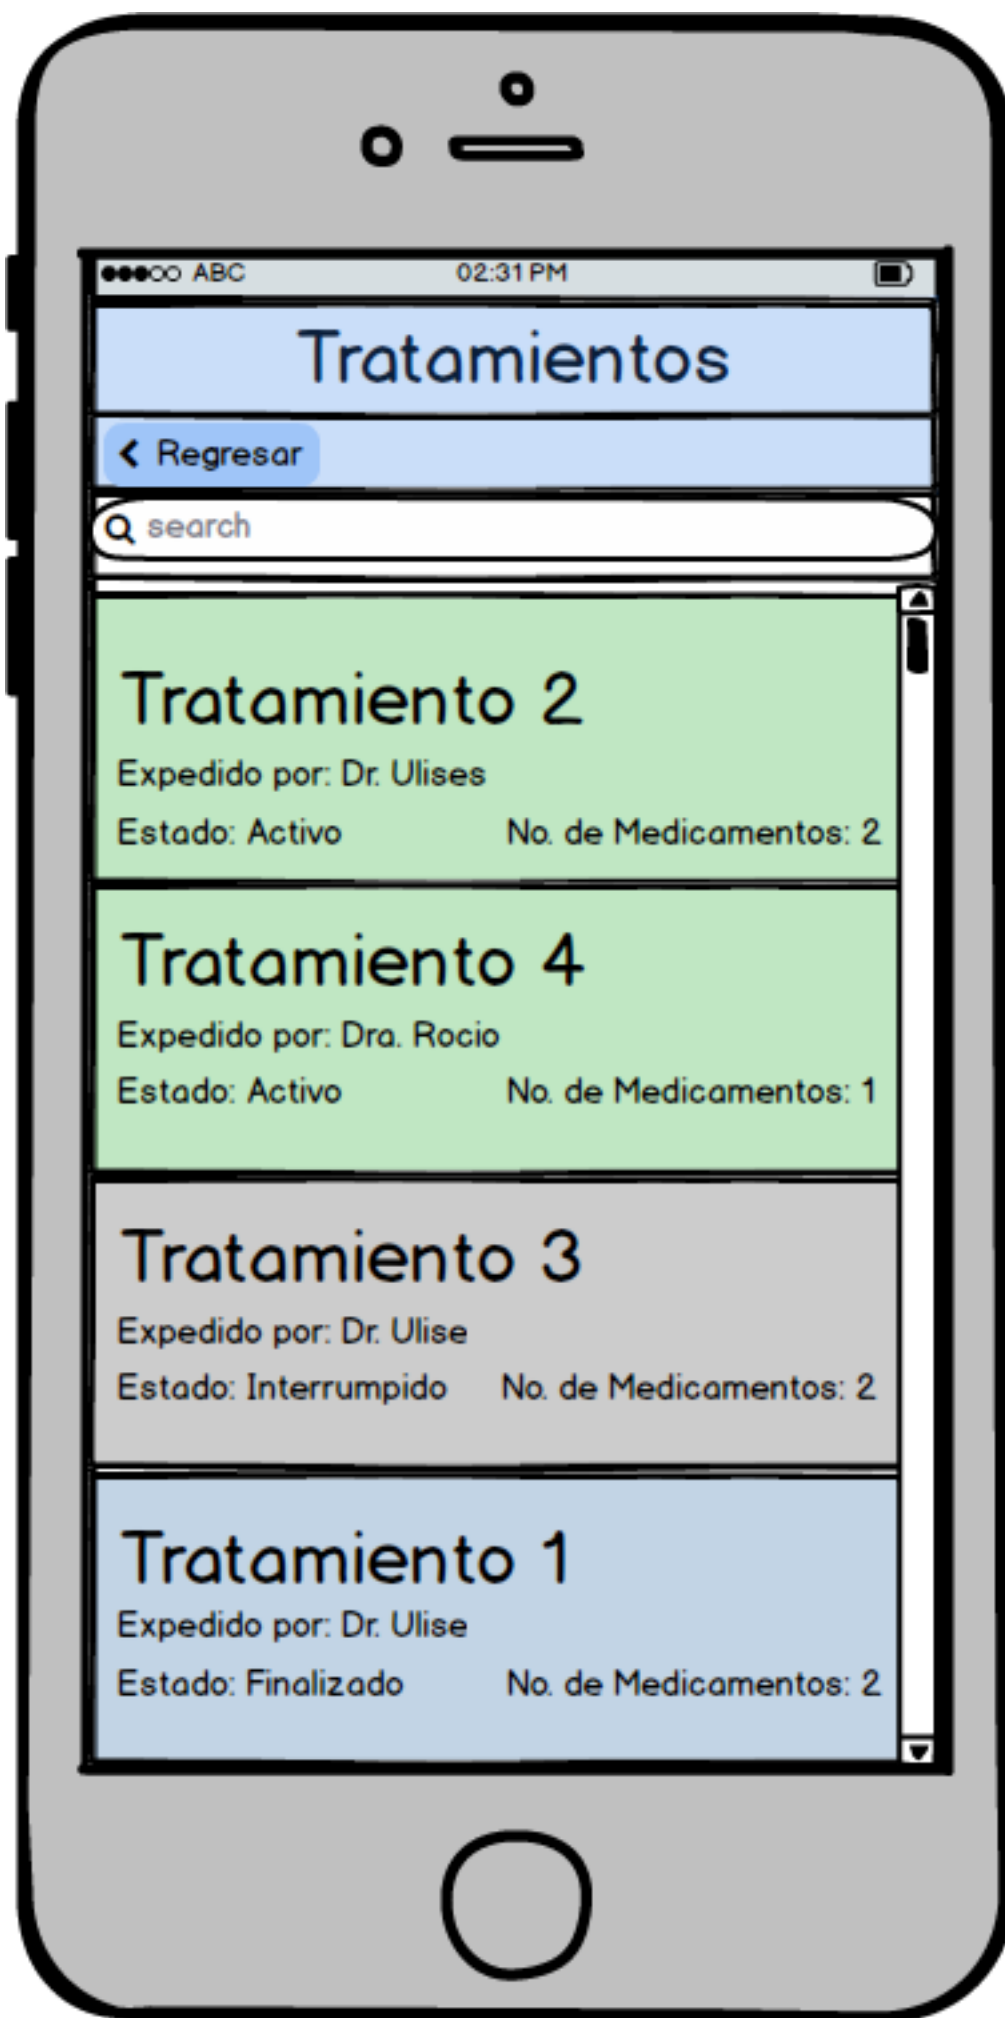 ABC 02:31 PM
Tratamientos
Regresar
search
Tratamiento 2
Expedido por: Dr. Ulises
Estado: Activo No. de Medicamentos: 2
Tratamiento 4
Expedido por: Dra. Rocio
Estado: Activo No. de Medicamentos: 1
Tratamiento 3
Expedido por: Dr. Ulise
Estado: Interrumpido No. de Medicamentos: 2
Tratamiento 1
Expedido por: Dr. Ulise
Estado: Finalizado No. de Medicamentos: 2